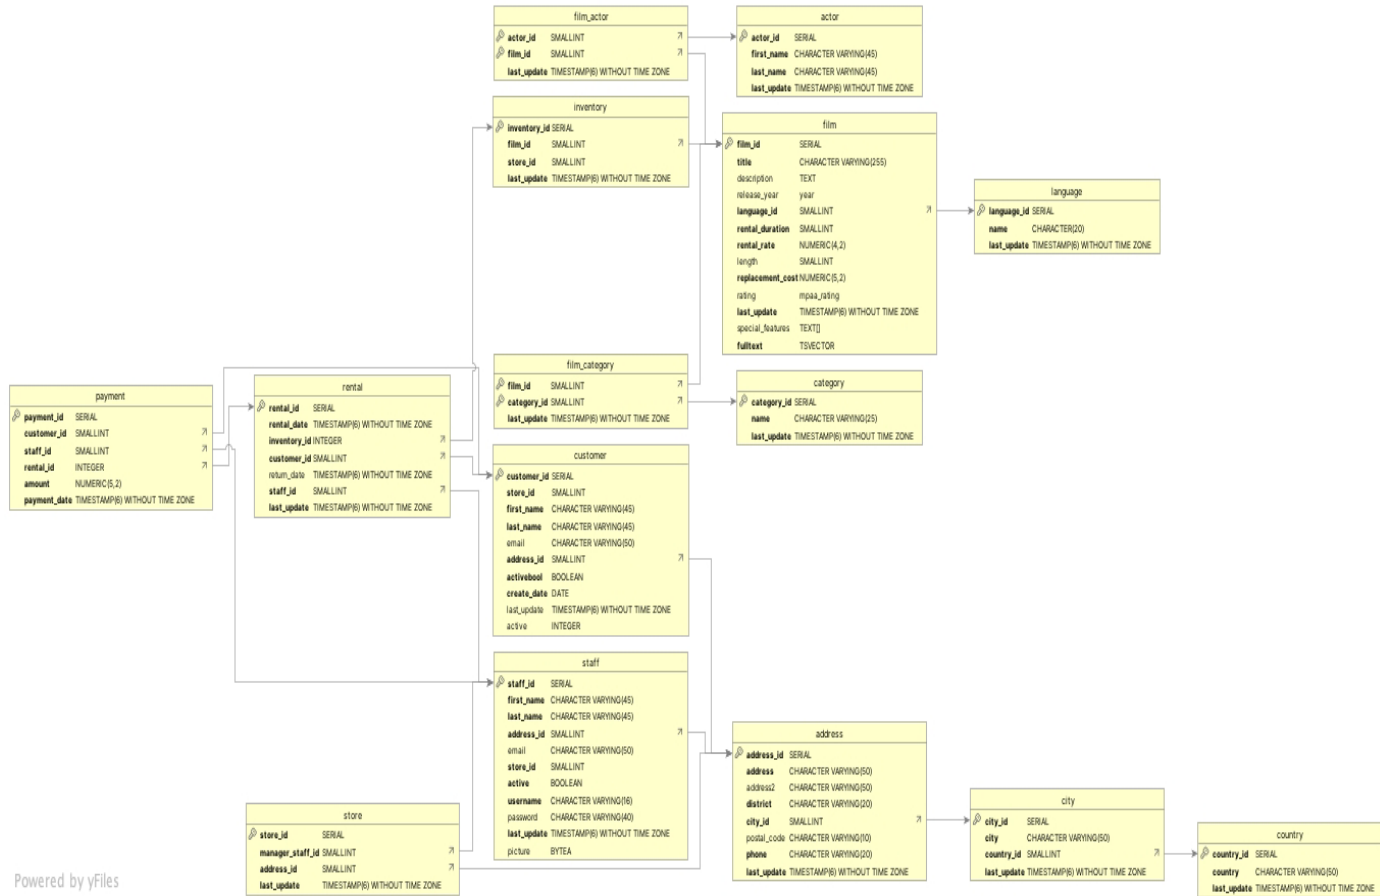 film_actor
actor_id SMALLINT
film_id SMALLINT
last_update TIMESTAMP(6) WITHOUT TIME ZONE
actor
actor_id SERIAL
first_name CHARACTER VARYING(45)
last_name CHARACTER VARYING(45)
last_update TIMESTAMP(6) WITHOUT TIME ZONE
inventory
inventory_id SERIAL
film_id SMALLINT
store_id SMALLINT
last_update TIMESTAMP(6) WITHOUT TIME ZONE
film
film_id SERIAL
title CHARACTER VARYING(255)
description TEXT
release_year year
language_id SMALLINT
rental_duration SMALLINT
rental_rate NUMERIC(4,2)
length SMALLINT
replacement_cost NUMERIC(5,2)
rating mpaa_rating
last_update TIMESTAMP(6) WITHOUT TIME ZONE
special_features TEXT[]
fulltext TSVECTOR
language
language_id SERIAL
name CHARACTER(20)
last_update TIMESTAMP(6) WITHOUT TIME ZONE
film_category
film_id SMALLINT
category_id SMALLINT
last_update TIMESTAMP(6) WITHOUT TIME ZONE
category
category_id SERIAL
name CHARACTER VARYING(25)
last_update TIMESTAMP(6) WITHOUT TIME ZONE
payment
payment_id SERIAL
customer_id SMALLINT
staff_id SMALLINT
rental_id INTEGER
amount NUMERIC(5,2)
payment_date TIMESTAMP(6) WITHOUT TIME ZONE
rental
rental_id SERIAL
rental_date TIMESTAMP(6) WITHOUT TIME ZONE
inventory_id INTEGER
customer_id SMALLINT
return_date TIMESTAMP(6) WITHOUT TIME ZONE
staff_id SMALLINT
last_update TIMESTAMP(6) WITHOUT TIME ZONE
customer
customer_id SERIAL
store_id SMALLINT
first_name CHARACTER VARYING(45)
last_name CHARACTER VARYING(45)
email CHARACTER VARYING(50)
address_id SMALLINT
activebool BOOLEAN
create_date DATE
last_update TIMESTAMP(6) WITHOUT TIME ZONE
active INTEGER
staff
staff_id SERIAL
first_name CHARACTER VARYING(45)
last_name CHARACTER VARYING(45)
address_id SMALLINT
email CHARACTER VARYING(50)
store_id SMALLINT
active BOOLEAN
username CHARACTER VARYING(16)
password CHARACTER VARYING(40)
last_update TIMESTAMP(6) WITHOUT TIME ZONE
picture BYTEA
address
address_id SERIAL
address CHARACTER VARYING(50)
address2 CHARACTER VARYING(50)
district CHARACTER VARYING(20)
city_id SMALLINT
postal_code CHARACTER VARYING(10)
phone CHARACTER VARYING(20)
last_update TIMESTAMP(6) WITHOUT TIME ZONE
city
city_id SERIAL
city CHARACTER VARYING(50)
country_id SMALLINT
last_update TIMESTAMP(6) WITHOUT TIME ZONE
country
country_id SERIAL
country CHARACTER VARYING(50)
last_update TIMESTAMP(6) WITHOUT TIME ZONE
store
store_id SERIAL
manager_staff_id SMALLINT
address_id SMALLINT
last_update TIMESTAMP(6) WITHOUT TIME ZONE
Powered by yFiles